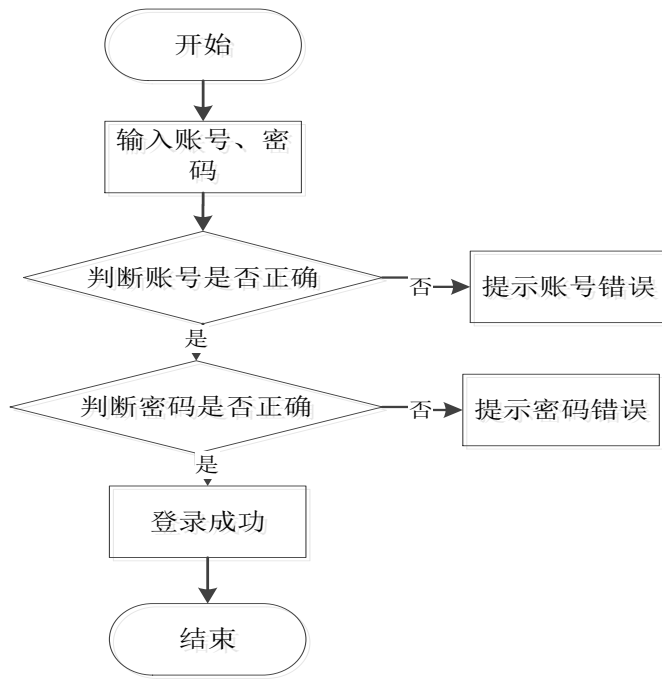 开始
输入账号、密
码
判断账号是否正确
否
提示账号错误
是
判断密码是否正确
否
提示密码错误
是
登录成功
结束